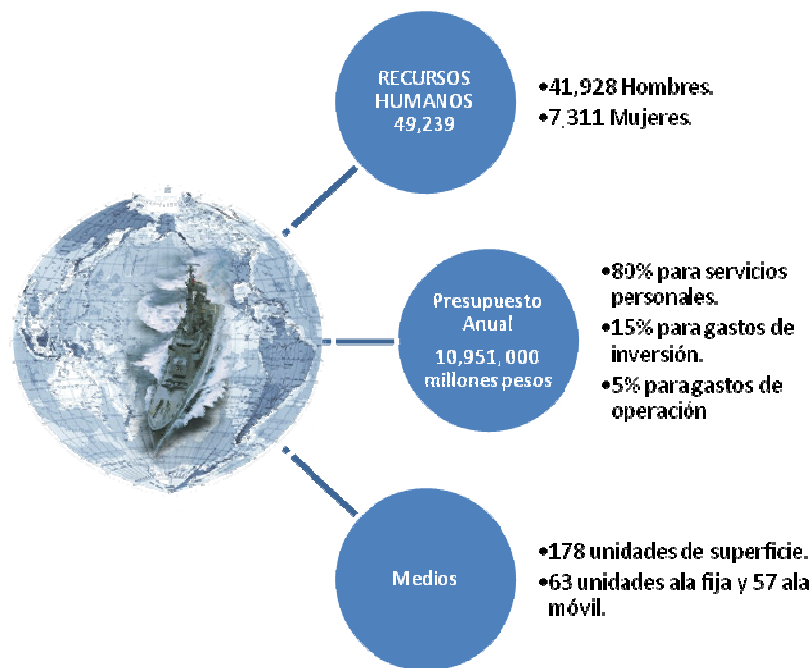 RECURSOS
HUMANOS
49,239
•41,928 Hombres.
•7,311 Mujeres.
Presupuesto
Anual
10,951,000
millones pesos
•80% para servicios
personales.
•15% para gastos de
inversión.
•5% para gastos de
operación
Medios
•178 unidades de superficie.
•63 unidades ala fija y 57 ala
móvil.